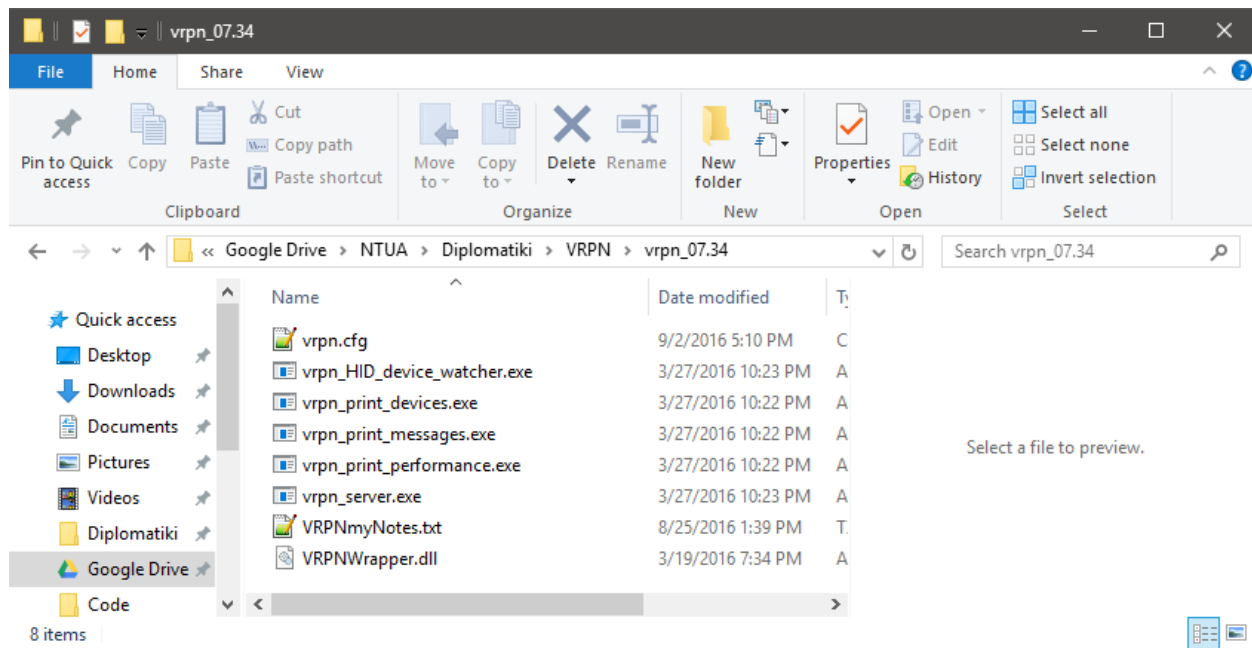 vrpn_07.34
File Home Share View
Pin to Quick access
Copy
Paste
Cut
Copy path
Paste shortcut
Move to
Copy to
Delete
Rename
New folder
Properties
Open
Edit
History
Select all
Select none
Invert selection
Clipboard Organize New Open Select
« Google Drive > NTUA > Diplomatiki > VRPN > vrpn_07.34
Search vrpn_07.34
Quick access
Desktop
Downloads
Documents
Pictures
Videos
Diplomatiki
Google Drive
Code
Name Date modified Ty
vrpn.cfg 9/2/2016 5:10 PM C
vrpn_HID_device_watcher.exe 3/27/2016 10:23 PM A
vrpn_print_devices.exe 3/27/2016 10:22 PM A
vrpn_print_messages.exe 3/27/2016 10:22 PM A
vrpn_print_performance.exe 3/27/2016 10:22 PM A
vrpn_server.exe 3/27/2016 10:23 PM A
VRPNmyNotes.txt 8/25/2016 1:39 PM T
VRPNWrapper.dll 3/19/2016 7:34 PM A
Select a file to preview.
8 items